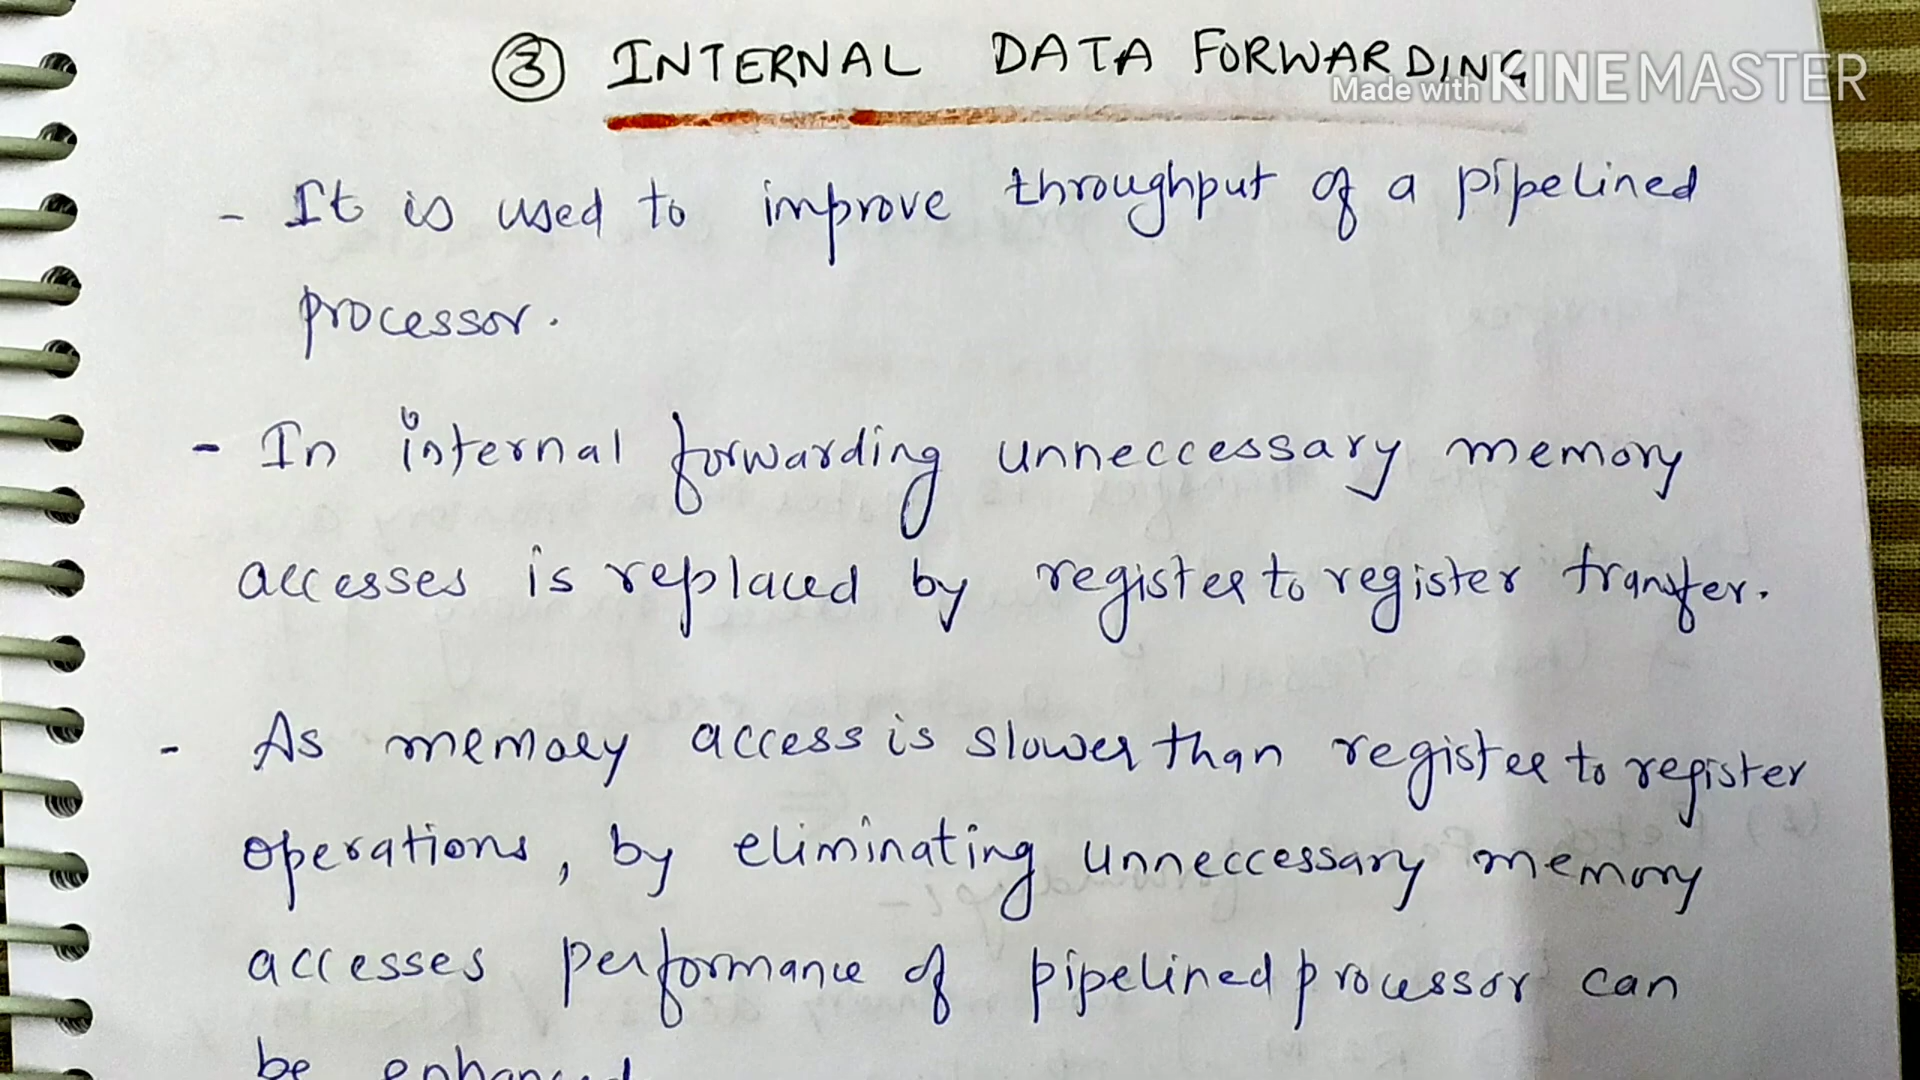 ③ INTERNAL DATA FORWARDING
Made with KINEMASTER
- It is used to improve throughput of a pipelined
processor.
- In internal forwarding unneccessary memory
accesses is replaced by register to register transfer.
- As memory access is slower than register to register
operations, by eliminating unneccessary memory
accesses performance of pipelined processor can
be enhanced